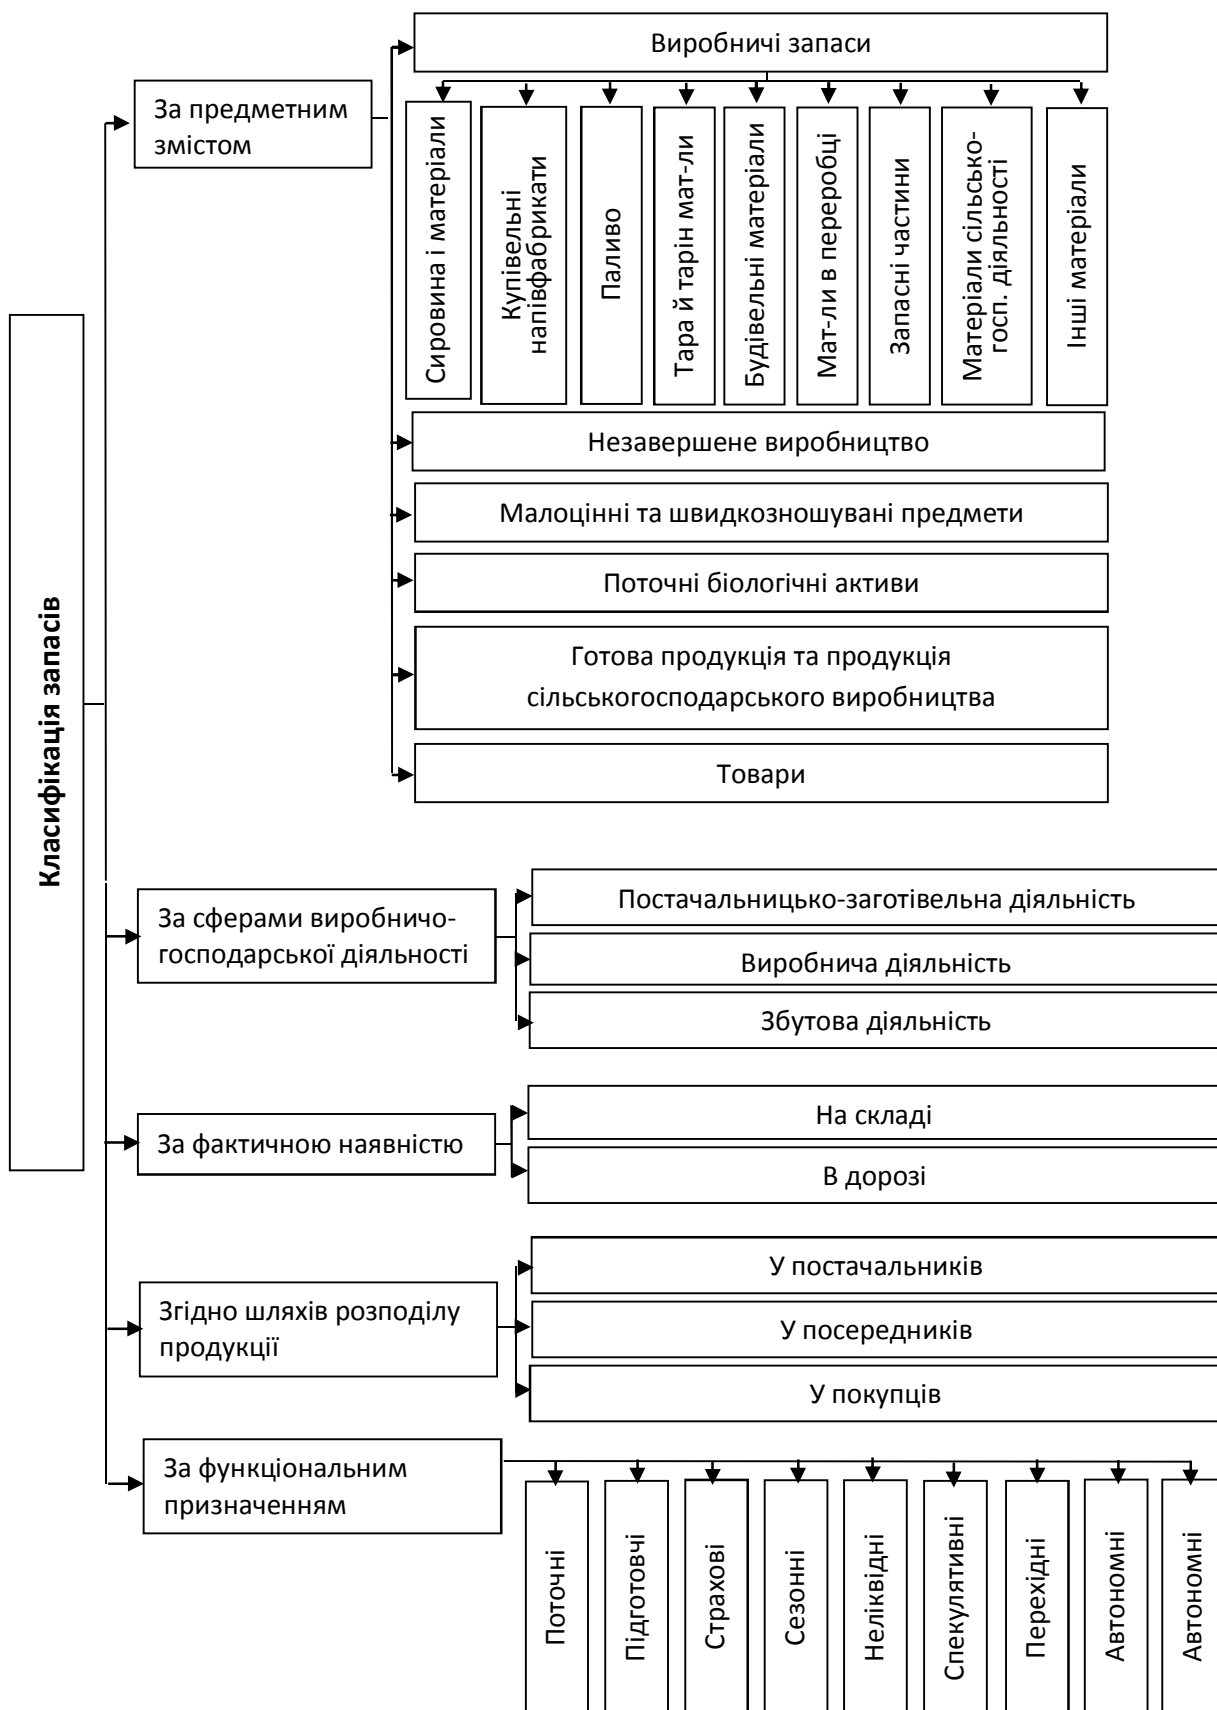 Класифікація запасів
За предметним
змістом
Виробничі запаси
Сировина і матеріали
Купівельні
напівфабрикати
Паливо
Тара й тарін мат-ли
Будівельні матеріали
Мат-ли в переробці
Запасні частини
Матеріали сільсько-
госп. діяльності
Інші матеріали
Незавершене виробництво
Малоцінні та швидкозношувані предмети
Поточні біологічні активи
Готова продукція та продукція
сільськогосподарського виробництва
Товари
За сферами виробничо-
господарської діяльності
Постачальницько-заготівельна діяльність
Виробнича діяльність
Збутова діяльність
За фактичною наявністю
На складі
В дорозі
Згідно шляхів розподілу
продукції
У постачальників
У посередників
У покупців
За функціональним
призначенням
Поточні
Підготовчі
Страхові
Сезонні
Неліквідні
Спекулятивні
Перехідні
Автономні
Автономні